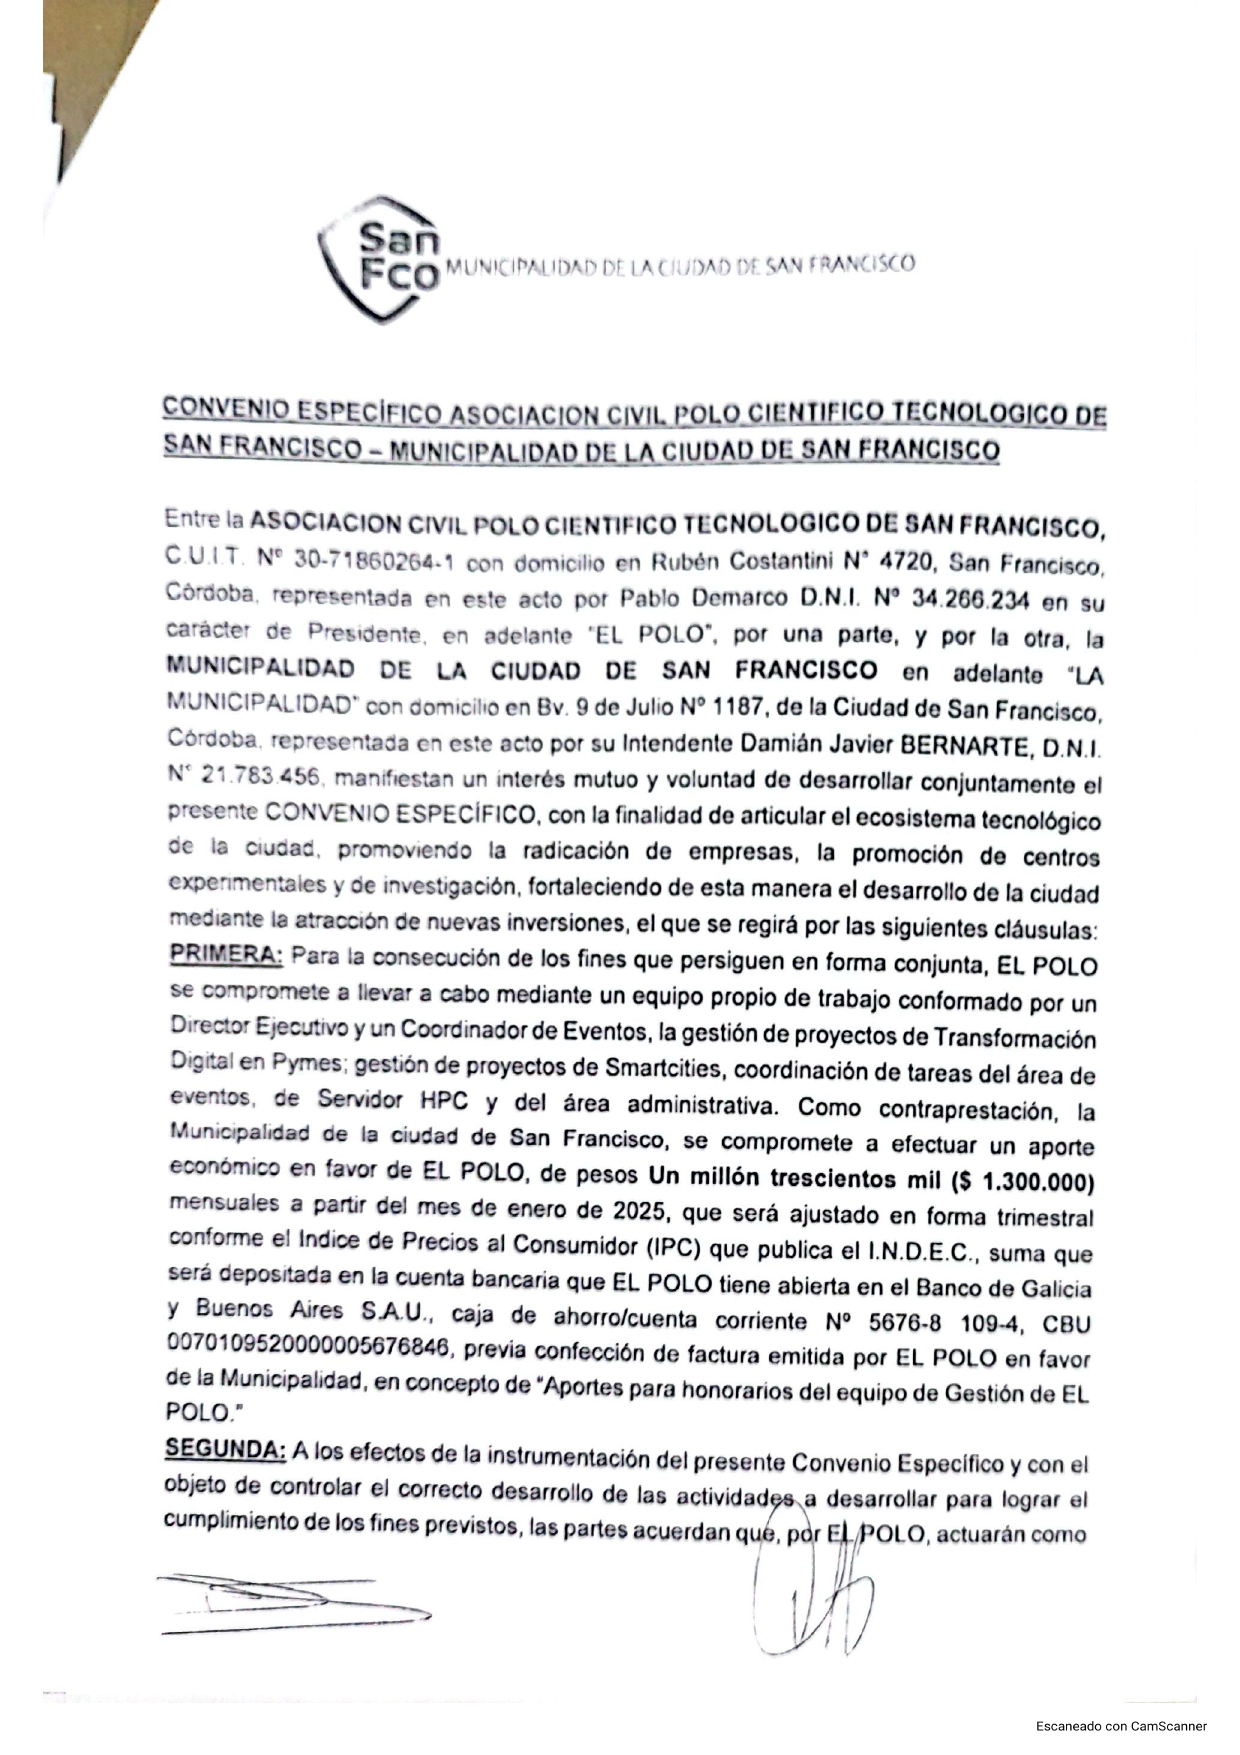 San
Fco
MUNICIPALIDAD DE LA CIUDAD DE SAN FRANCISCO
CONVENIO ESPECÍFICO ASOCIACION CIVIL POLO CIENTIFICO TECNOLOGICO DE
SAN FRANCISCO – MUNICIPALIDAD DE LA CIUDAD DE SAN FRANCISCO
Entre la ASOCIACION CIVIL POLO CIENTIFICO TECNOLOGICO DE SAN FRANCISCO,
C.U.I.T. Nº 30-71860264-1 con domicilio en Rubén Costantini N° 4720, San Francisco,
Córdoba, representada en este acto por Pablo Demarco D.N.I. Nº 34.266.234 en su
carácter de Presidente, en adelante "EL POLO", por una parte, y por la otra, la
MUNICIPALIDAD DE LA CIUDAD DE SAN FRANCISCO en adelante "LA
MUNICIPALIDAD" con domicilio en Bv. 9 de Julio Nº 1187, de la Ciudad de San Francisco,
Córdoba, representada en este acto por su Intendente Damián Javier BERNARTE, D.N.I.
N° 21.783.456, manifiestan un interés mutuo y voluntad de desarrollar conjuntamente el
presente CONVENIO ESPECÍFICO, con la finalidad de articular el ecosistema tecnológico
de la ciudad, promoviendo la radicación de empresas, la promoción de centros
experimentales y de investigación, fortaleciendo de esta manera el desarrollo de la ciudad
mediante la atracción de nuevas inversiones, el que se regirá por las siguientes cláusulas:
PRIMERA: Para la consecución de los fines que persiguen en forma conjunta, EL POLO
se compromete a llevar a cabo mediante un equipo propio de trabajo conformado por un
Director Ejecutivo y un Coordinador de Eventos, la gestión de proyectos de Transformación
Digital en Pymes; gestión de proyectos de Smartcities, coordinación de tareas del área de
eventos, de Servidor HPC y del área administrativa. Como contraprestación, la
Municipalidad de la ciudad de San Francisco, se compromete a efectuar un aporte
económico en favor de EL POLO, de pesos Un millón trescientos mil ($ 1.300.000)
mensuales a partir del mes de enero de 2025, que será ajustado en forma trimestral
conforme el Indice de Precios al Consumidor (IPC) que publica el I.N.D.E.C., suma que
será depositada en la cuenta bancaria que EL POLO tiene abierta en el Banco de Galicia
y Buenos Aires S.A.U., caja de ahorro/cuenta corriente Nº 5676-8 109-4, CBU
0070109520000005676846, previa confección de factura emitida por EL POLO en favor
de la Municipalidad, en concepto de "Aportes para honorarios del equipo de Gestión de EL
POLO."
SEGUNDA: A los efectos de la instrumentación del presente Convenio Específico y con el
objeto de controlar el correcto desarrollo de las actividades a desarrollar para lograr el
cumplimiento de los fines previstos, las partes acuerdan que, por EL POLO, actuarán como
Escaneado con CamScanner